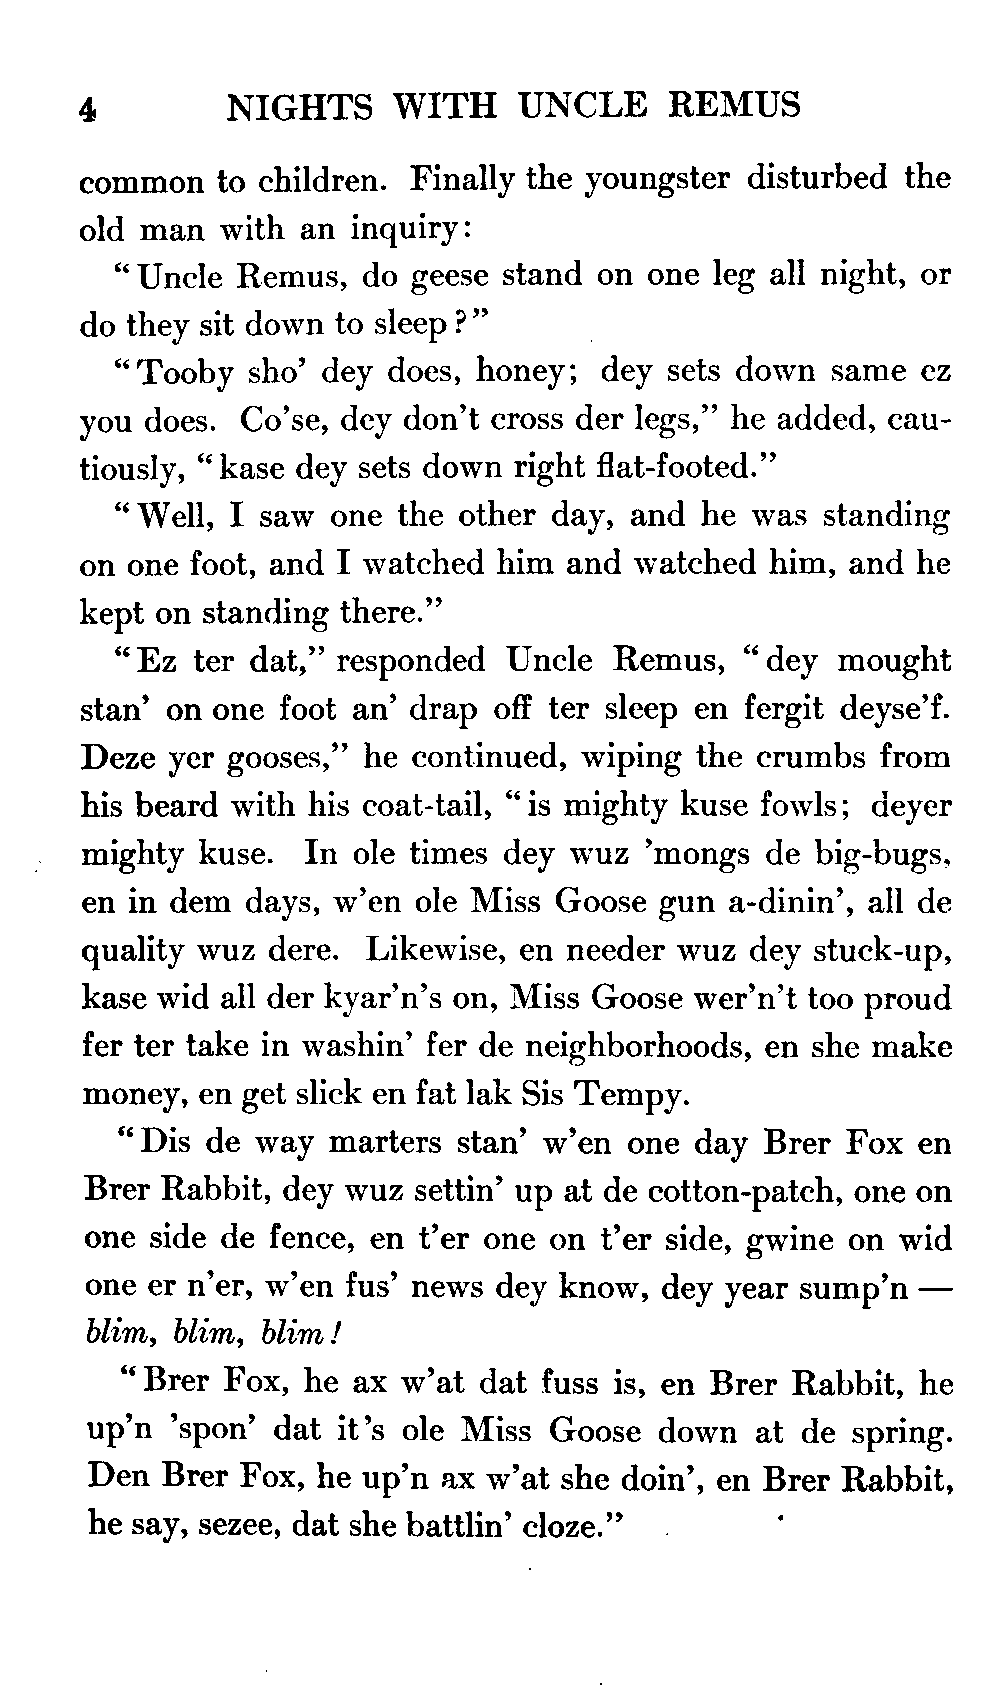 4 NIGHTS WITH UNCLE REMUS
common to children. Finally the youngster disturbed the
old man with an inquiry:
“Uncle Remus, do geese stand on one leg all night, or
do they sit down to sleep?”
“Tooby sho’ dey does, honey; dey sets down same ez
you does. Co’se, dey don’t cross der legs,” he added, cau-
tiously, “kase dey sets down right flat-footed.”
“Well, I saw one the other day, and he was standing
on one foot, and I watched him and watched him, and he
kept on standing there.”
“Ez ter dat,” responded Uncle Remus, “dey mought
stan’ on one foot an’ drap off ter sleep en fergit deyse’f.
Deze yer gooses,” he continued, wiping the crumbs from
his beard with his coat-tail, “is mighty kuse fowls; deyer
mighty kuse. In ole times dey wuz ’mongs de big-bugs,
en in dem days, w’en ole Miss Goose gun a-dinin’, all de
quality wuz dere. Likewise, en needer wuz dey stuck-up,
kase wid all der kyar’n’s on, Miss Goose wer’n’t too proud
fer ter take in washin’ fer de neighborhoods, en she make
money, en get slick en fat lak Sis Tempy.
“Dis de way marters stan’ w’en one day Brer Fox en
Brer Rabbit, dey wuz settin’ up at de cotton-patch, one on
one side de fence, en t’er one on t’er side, gwine on wid
one er n’er, w’en fus’ news dey know, dey year sump’n —
blim, blim, blim!
“Brer Fox, he ax w’at dat fuss is, en Brer Rabbit, he
up’n ’spon’ dat it’s ole Miss Goose down at de spring.
Den Brer Fox, he up’n ax w’at she doin’, en Brer Rabbit,
he say, sezee, dat she battlin’ cloze.”